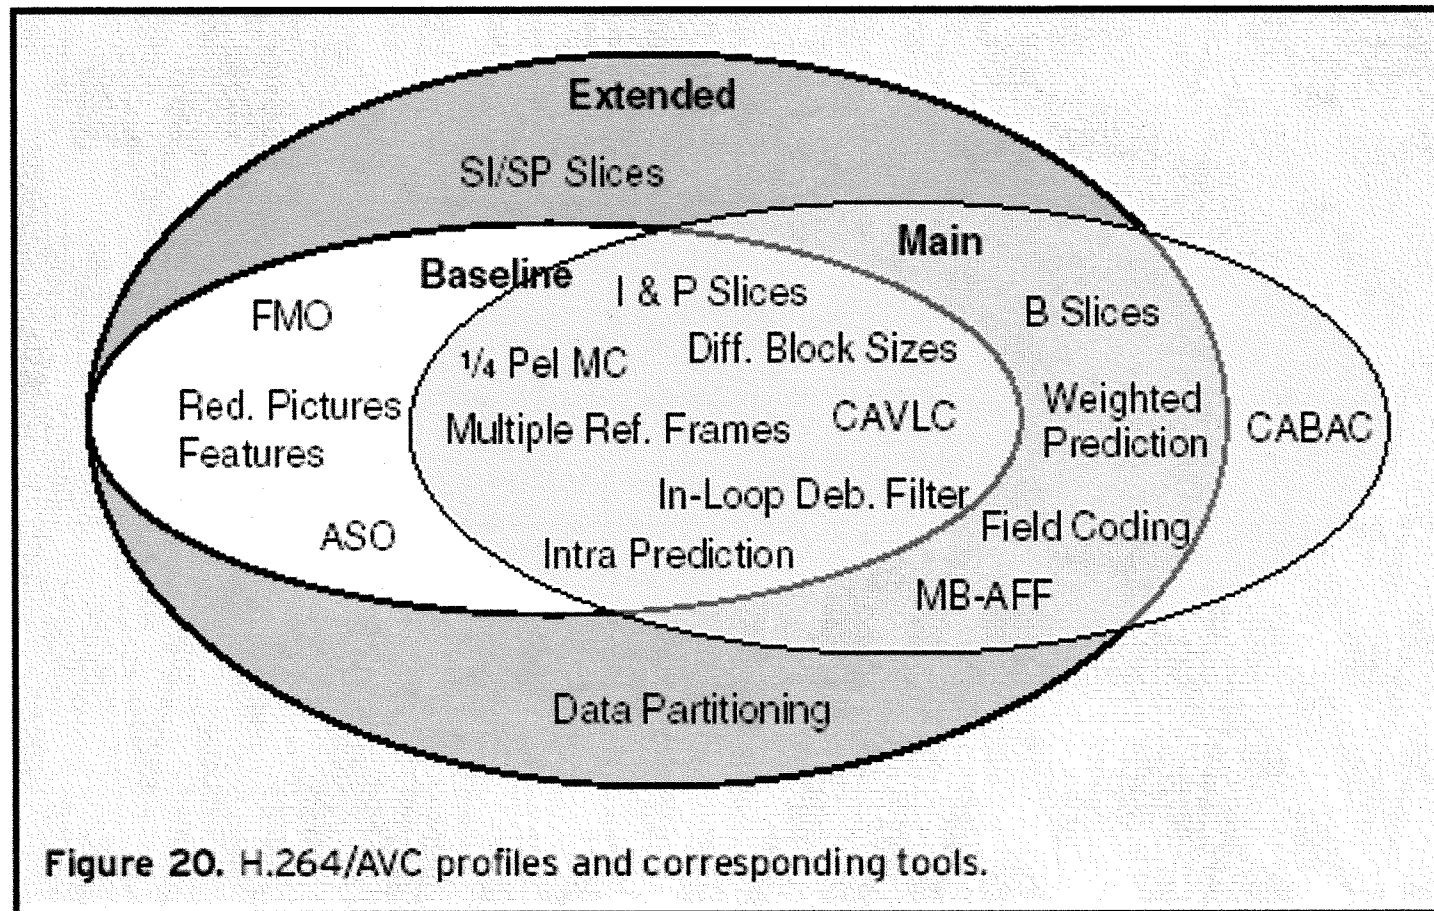 Extended
SI/SP Slices
Main
Baseline
I & P Slices
FMO
B Slices
Diff. Block Sizes
1/4 Pel MC
Red. Pictures
Features
Multiple Ref. Frames
CAVLC
Weighted
Prediction
CABAC
In-Loop Deb. Filter
ASO
Field Coding
Intra Prediction
MB-AFF
Data Partitioning
Figure 20. H.264/AVC profiles and corresponding tools.